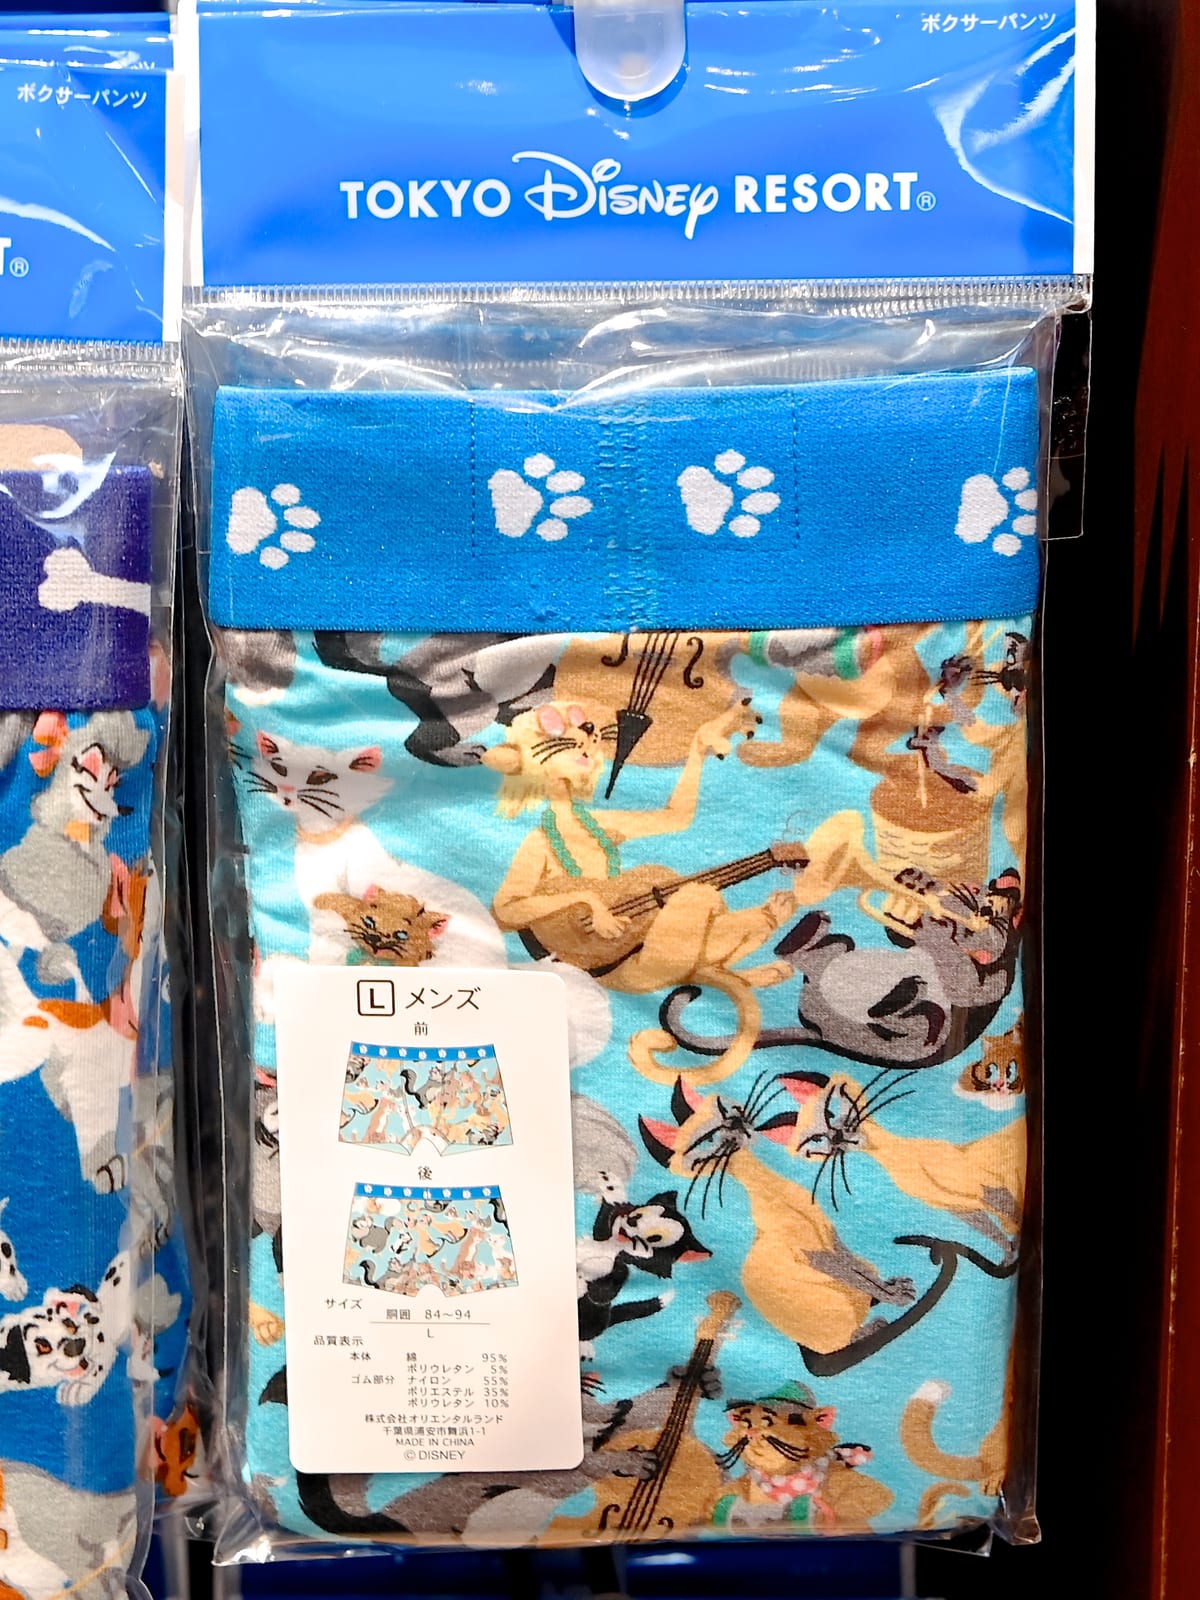 ボクサーパンツ
TOKYO Disney RESORT®
ボクサーパンツ
T®
L メンズ
前
後
サイズ
胴囲 84～94
L
品質表示
本体 綿 95%
ポリウレタン 5%
ゴム部分 ナイロン 55%
ポリエステル 35%
ポリウレタン 10%
株式会社オリエンタルランド
千葉県浦安市舞浜1-1
MADE IN CHINA
©DISNEY